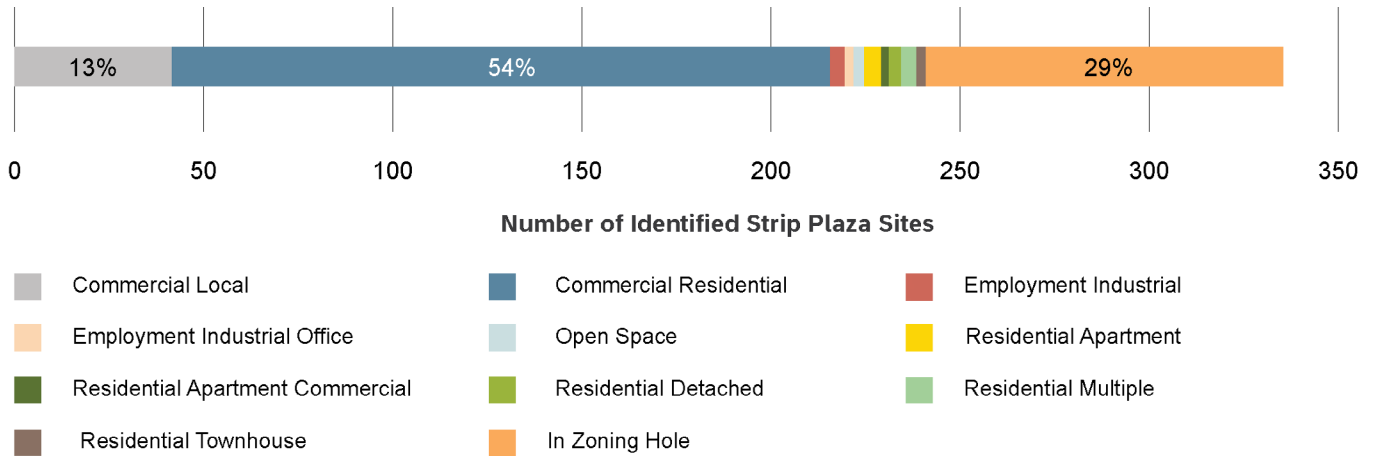 13% 54% 29%
0 50 100 150 200 250 300 350
Number of Identified Strip Plaza Sites
Commercial Local Commercial Residential Employment Industrial
Employment Industrial Office Open Space Residential Apartment
Residential Apartment Commercial Residential Detached Residential Multiple
Residential Townhouse In Zoning Hole